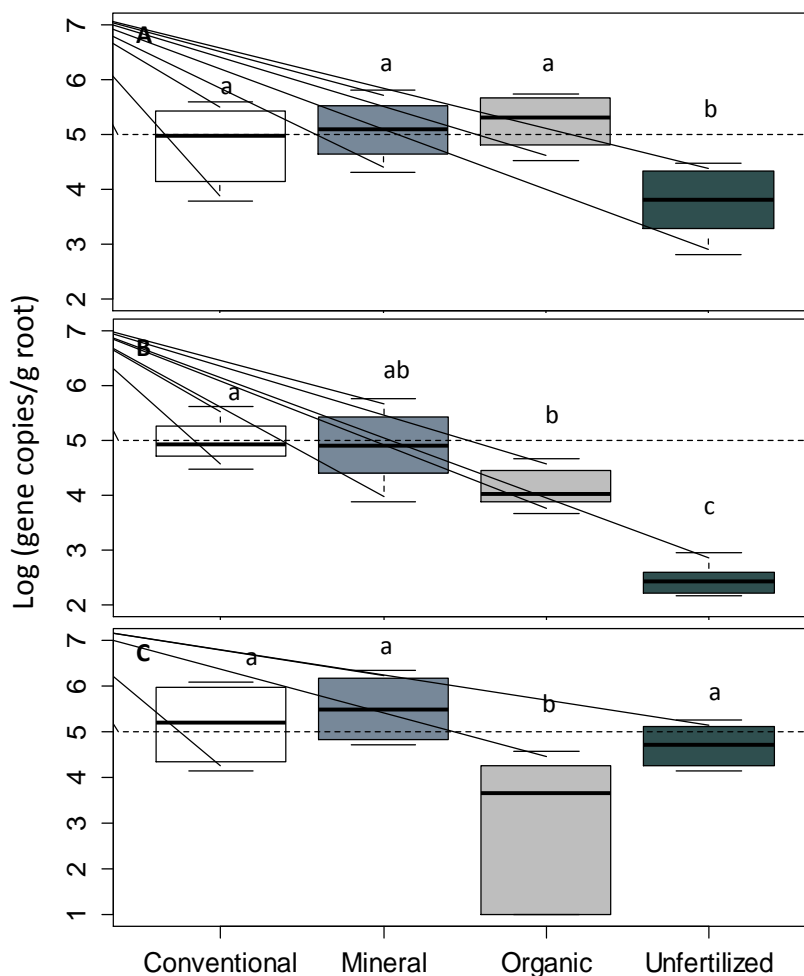 Log (gene copies/g root)
A
a
a
a
b
7
6
5
4
3
2
B
a
ab
b
c
7
6
5
4
3
2
C
a
a
b
a
7
6
5
4
3
2
1
Conventional Mineral Organic Unfertilized